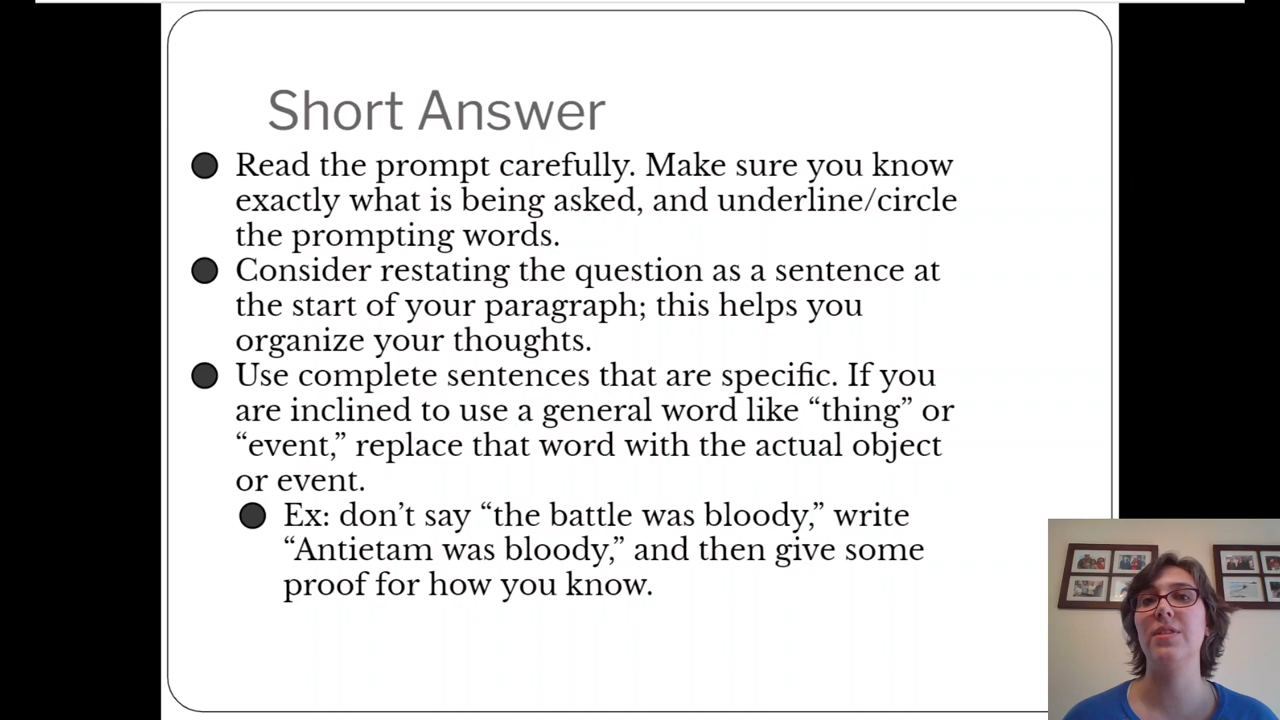 Short Answer
Read the prompt carefully. Make sure you know
exactly what is being asked, and underline/circle
the prompting words.
Consider restating the question as a sentence at
the start of your paragraph; this helps you
organize your thoughts.
Use complete sentences that are specific. If you
are inclined to use a general word like “thing” or
“event,” replace that word with the actual object
or event.
Ex: don’t say “the battle was bloody,” write
“Antietam was bloody,” and then give some
proof for how you know.